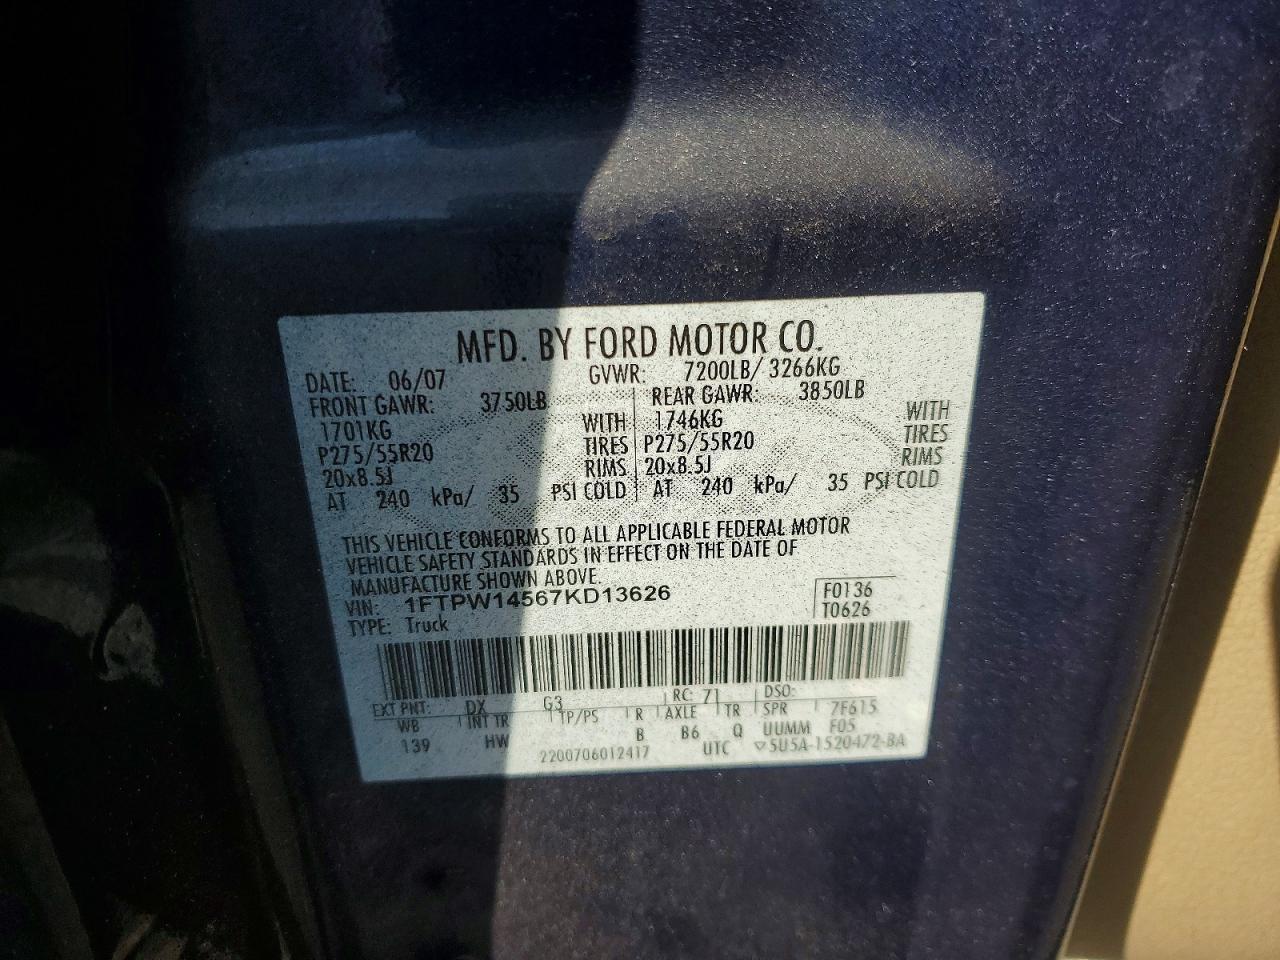 MFD. BY FORD MOTOR CO.
DATE: 06/07 GVWR: 7200LB/ 3266KG
FRONT GAWR: 3750LB REAR GAWR: 3850LB
1701KG WITH 1746KG WITH
P275/55R20 TIRES P275/55R20 TIRES
20x8.5J RIMS 20x8.5J RIMS
AT 240 kPa/ 35 PSI COLD AT 240 kPa/ 35 PSI COLD
THIS VEHICLE CONFORMS TO ALL APPLICABLE FEDERAL MOTOR
VEHICLE SAFETY STANDARDS IN EFFECT ON THE DATE OF
MANUFACTURE SHOWN ABOVE.
VIN: 1FTPW14567KD13626 F0136
TYPE: Truck T0626
EXT PNT: DX G3 RC: 71 DSO:
WB INT TR TP/PS R AXLE TR SPR 7F615
139 HW B B6 Q UUMM F05
2200706012417 UTC ▽5U5A-1520472-BA